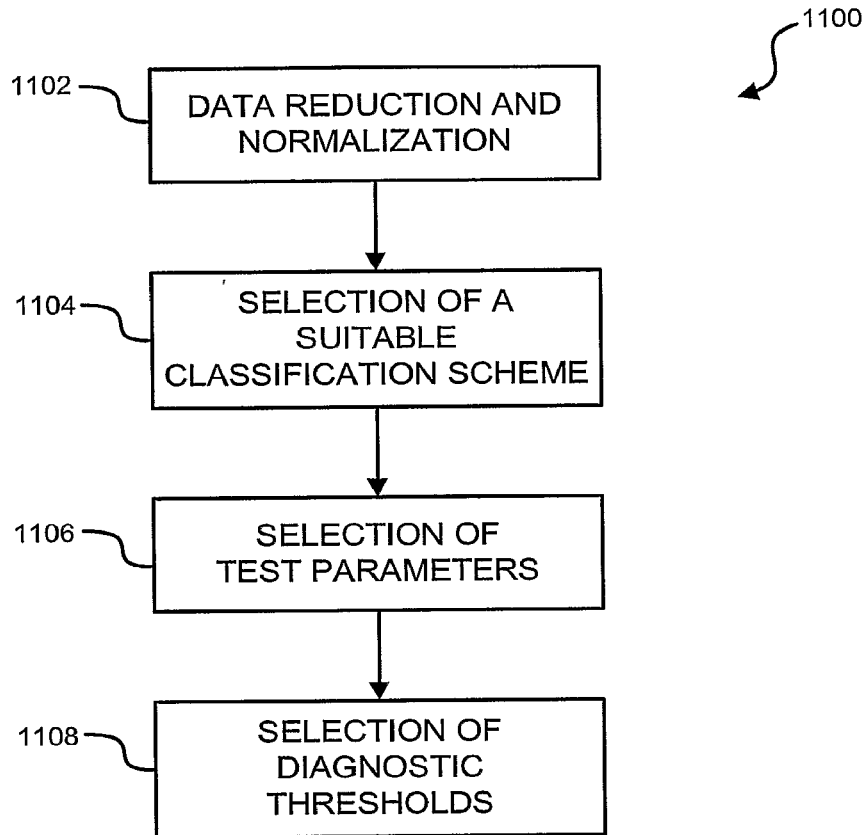 1100
1102
DATA REDUCTION AND
NORMALIZATION
1104
SELECTION OF A
SUITABLE
CLASSIFICATION SCHEME
1106
SELECTION OF
TEST PARAMETERS
1108
SELECTION OF
DIAGNOSTIC
THRESHOLDS